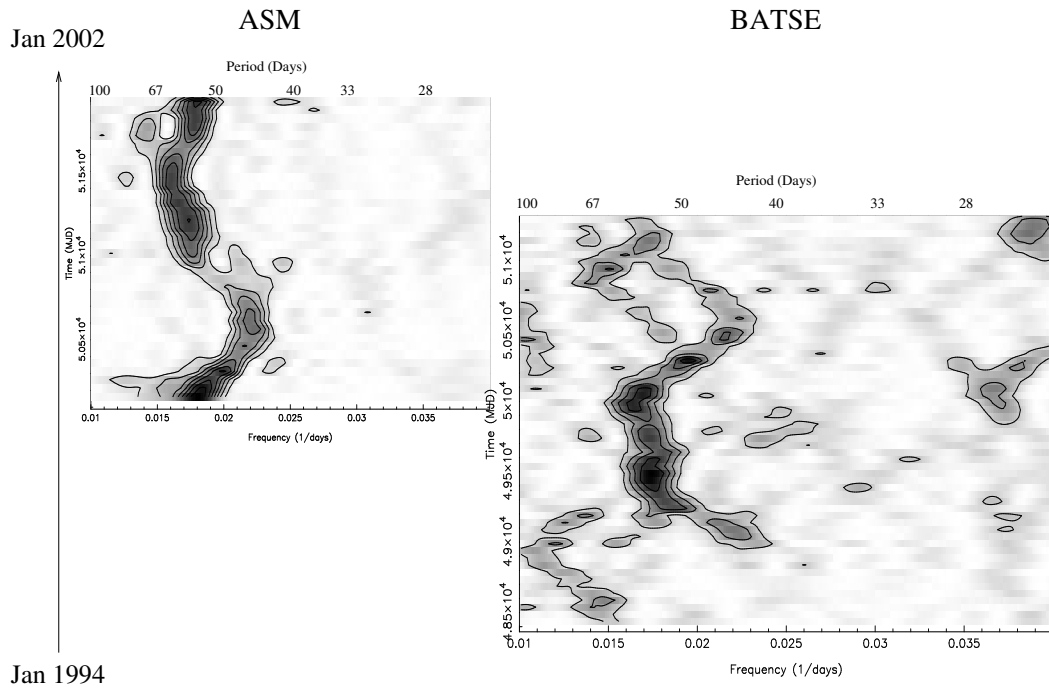 ASM
BATSE
Jan 2002
Period (Days)
100 67 50 40 33 28
5.15×10⁴
5.1×10⁴
5.05×10⁴
Time (MJD)
0.01 0.015 0.02 0.025 0.03 0.035
Frequency (1/days)
Period (Days)
100 67 50 40 33 28
5.1×10⁴
5.05×10⁴
5×10⁴
4.95×10⁴
4.9×10⁴
4.85×10⁴
Time (MJD)
0.01 0.015 0.02 0.025 0.03 0.035
Frequency (1/days)
Jan 1994